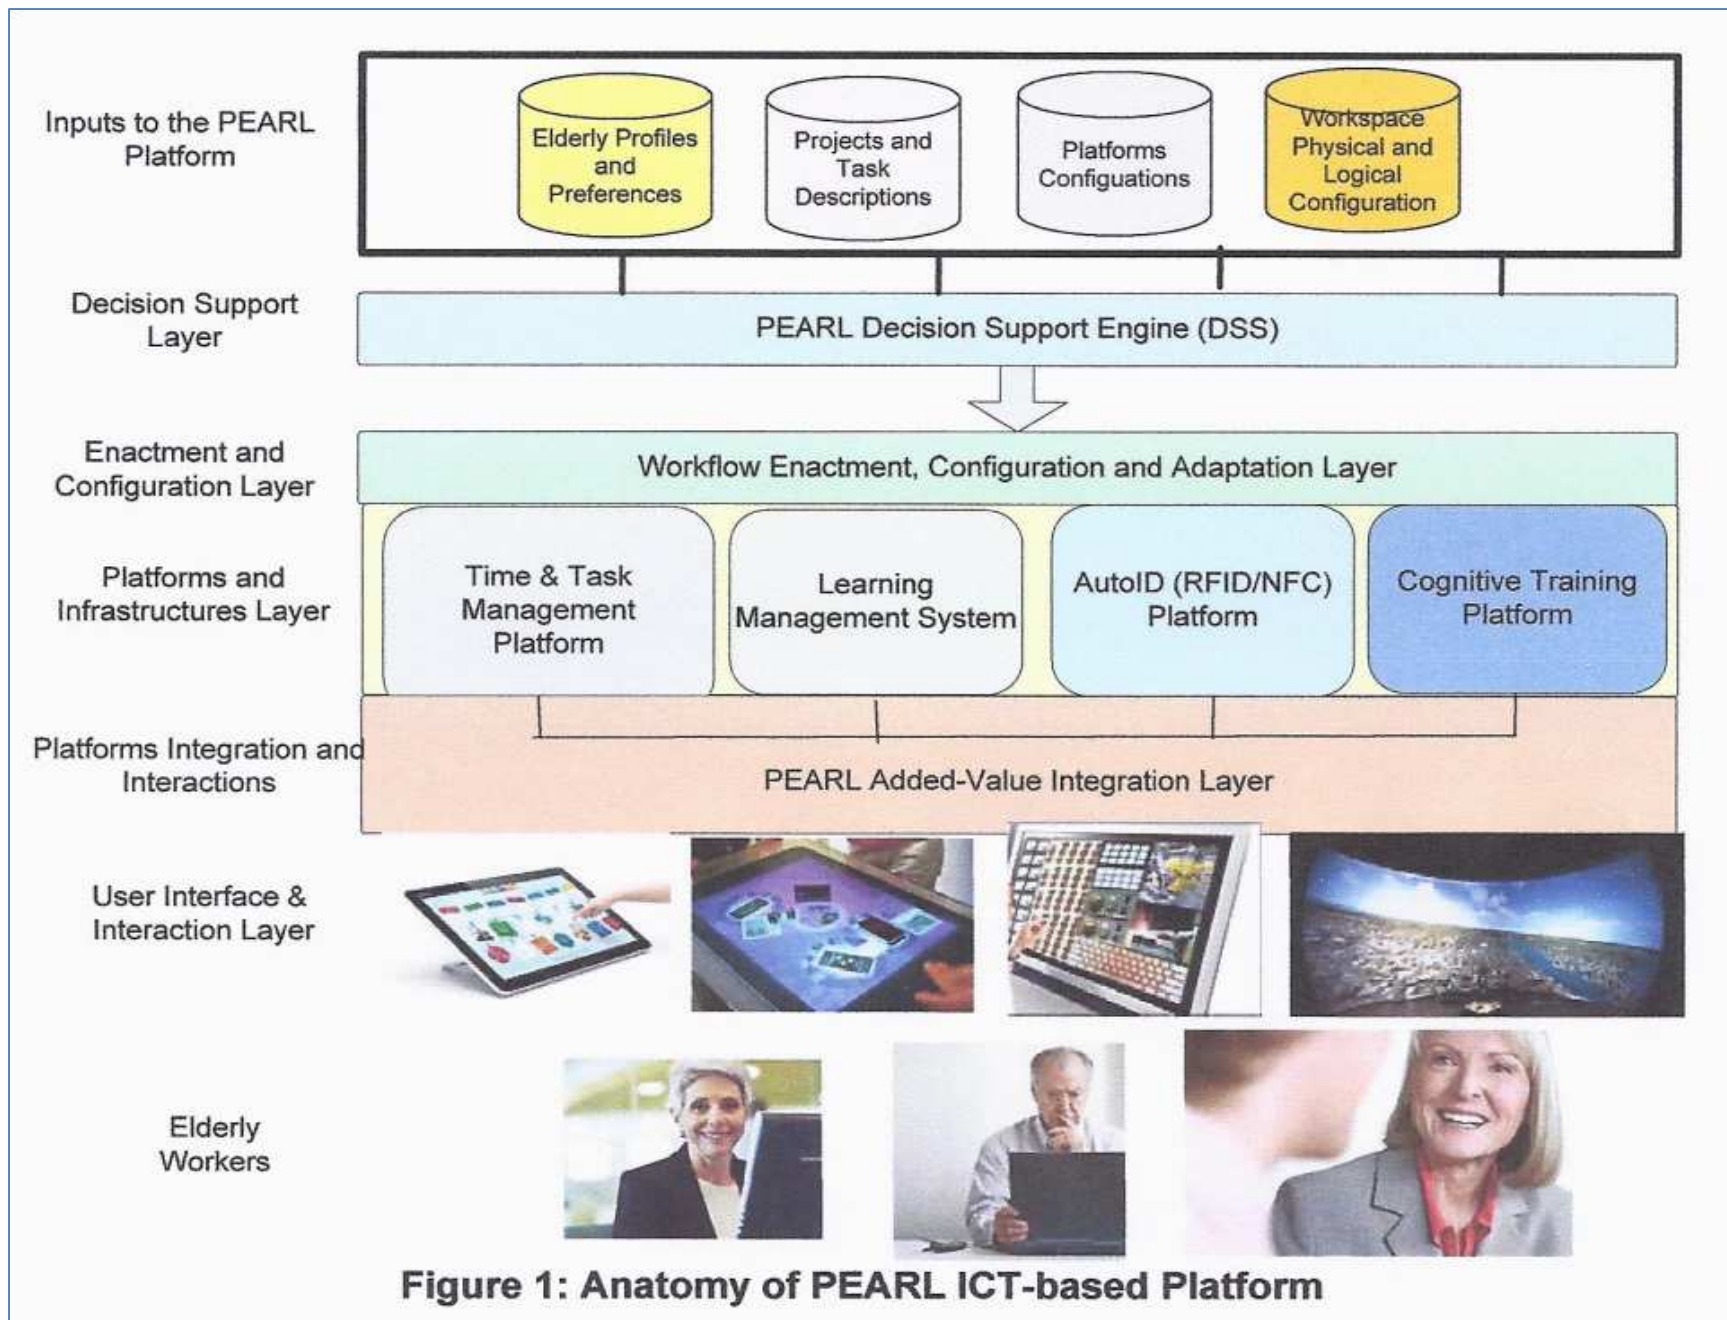 Inputs to the PEARL
Platform
Elderly Profiles
and
Preferences
Projects and
Task
Descriptions
Platforms
Configuations
Workspace
Physical and
Logical
Configuration
Decision Support
Layer
PEARL Decision Support Engine (DSS)
Enactment and
Configuration Layer
Workflow Enactment, Configuration and Adaptation Layer
Platforms and
Infrastructures Layer
Time & Task
Management
Platform
Learning
Management System
AutoID (RFID/NFC)
Platform
Cognitive Training
Platform
Platforms Integration and
Interactions
PEARL Added-Value Integration Layer
User Interface &
Interaction Layer
Elderly
Workers
Figure 1: Anatomy of PEARL ICT-based Platform